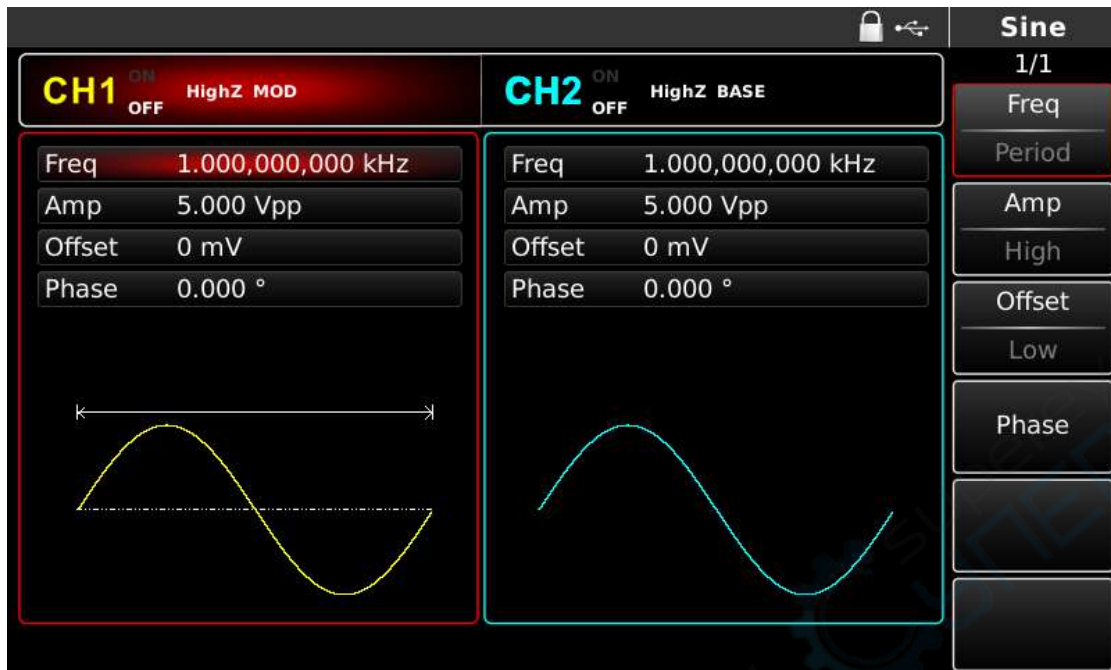 Sine
1/1
CH1 ON OFF HighZ MOD
CH2 ON OFF HighZ BASE
Freq 1.000,000,000 kHz
Amp 5.000 Vpp
Offset 0 mV
Phase 0.000 °
Freq 1.000,000,000 kHz
Amp 5.000 Vpp
Offset 0 mV
Phase 0.000 °
Freq
Period
Amp
High
Offset
Low
Phase